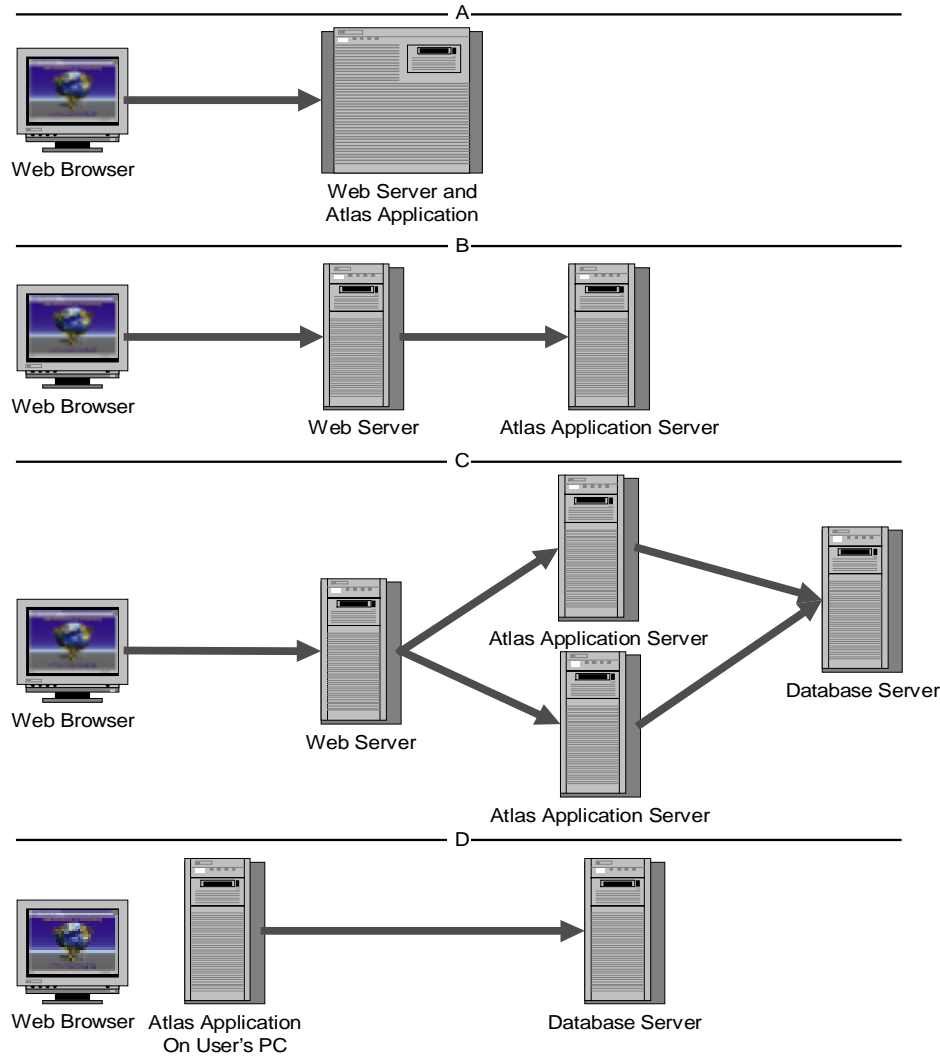 A
Web Browser
Web Server and
Atlas Application
B
Web Browser
Web Server
Atlas Application Server
C
Atlas Application Server
Web Browser
Web Server
Database Server
Atlas Application Server
D
Web Browser
Atlas Application
On User's PC
Database Server